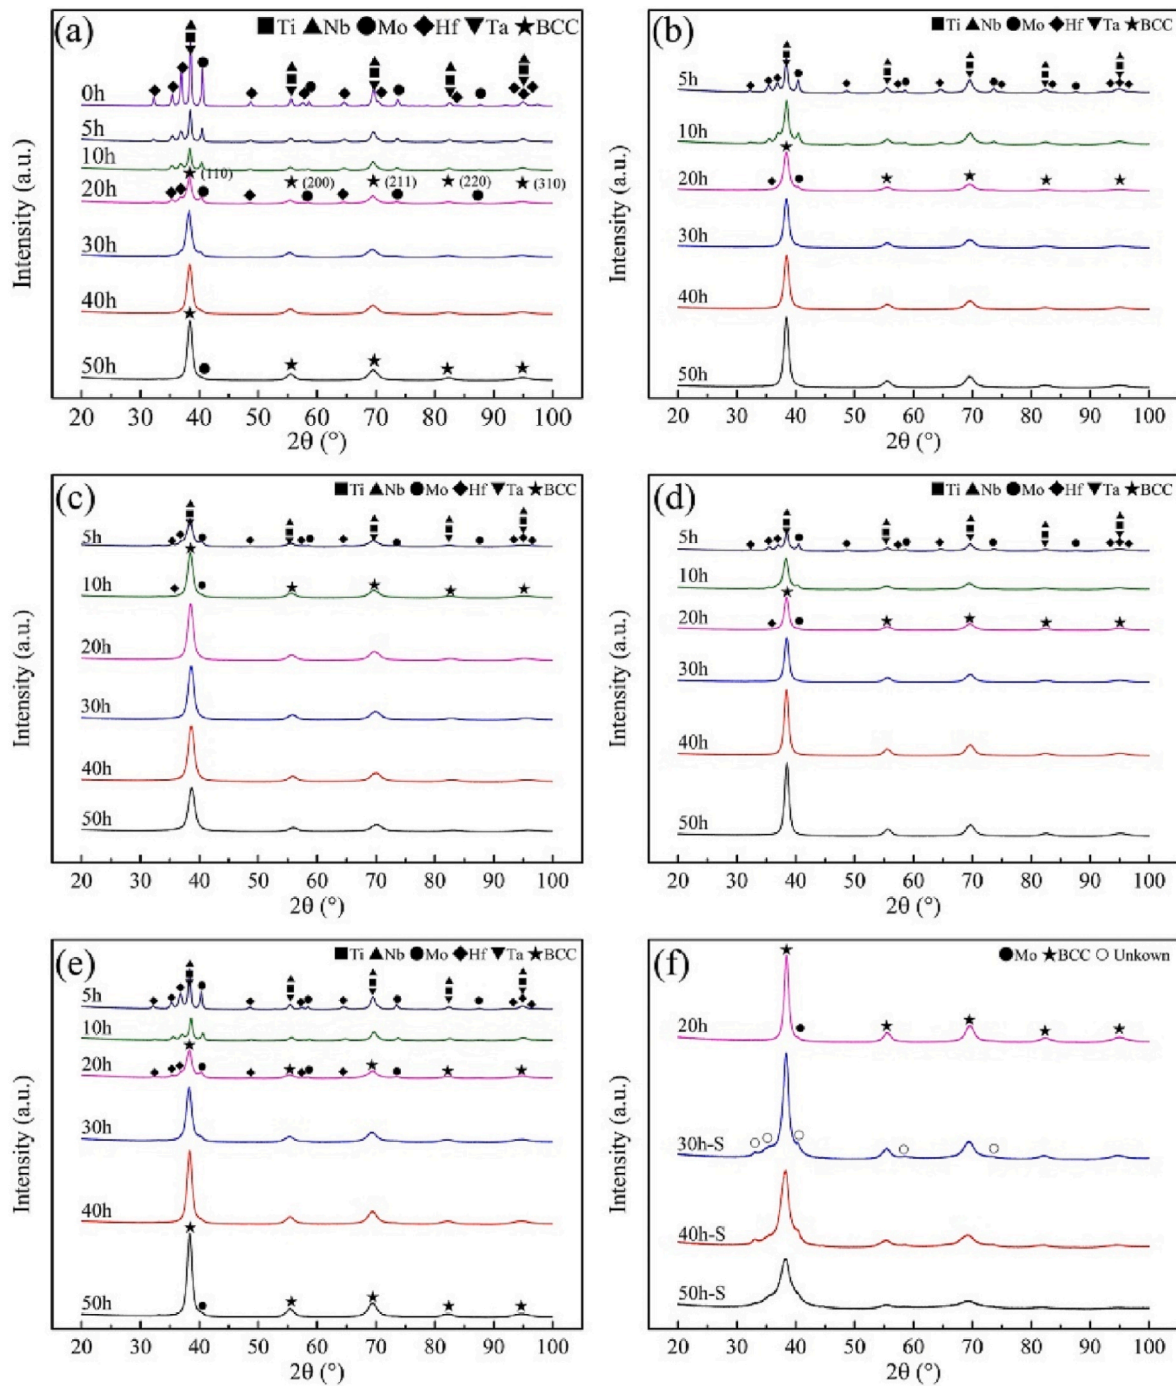 (a) ■Ti ▲Nb ●Mo ◆Hf ▼Ta ★BCC
0h
5h
10h
(110)
20h
(200)
(211)
(220)
(310)
30h
40h
50h
Intensity (a.u.)
20 30 40 50 60 70 80 90 100
2θ (°)
(b) ■Ti ▲Nb ●Mo ◆Hf ▼Ta ★BCC
5h
10h
20h
30h
40h
50h
Intensity (a.u.)
20 30 40 50 60 70 80 90 100
2θ (°)
(c) ■Ti ▲Nb ●Mo ◆Hf ▼Ta ★BCC
5h
10h
20h
30h
40h
50h
Intensity (a.u.)
20 30 40 50 60 70 80 90 100
2θ (°)
(d) ■Ti ▲Nb ●Mo ◆Hf ▼Ta ★BCC
5h
10h
20h
30h
40h
50h
Intensity (a.u.)
20 30 40 50 60 70 80 90 100
2θ (°)
(e) ■Ti ▲Nb ●Mo ◆Hf ▼Ta ★BCC
5h
10h
20h
30h
40h
50h
Intensity (a.u.)
20 30 40 50 60 70 80 90 100
2θ (°)
(f) ●Mo ★BCC ○ Unkown
20h
30h-S
40h-S
50h-S
Intensity (a.u.)
20 30 40 50 60 70 80 90 100
2θ (°)